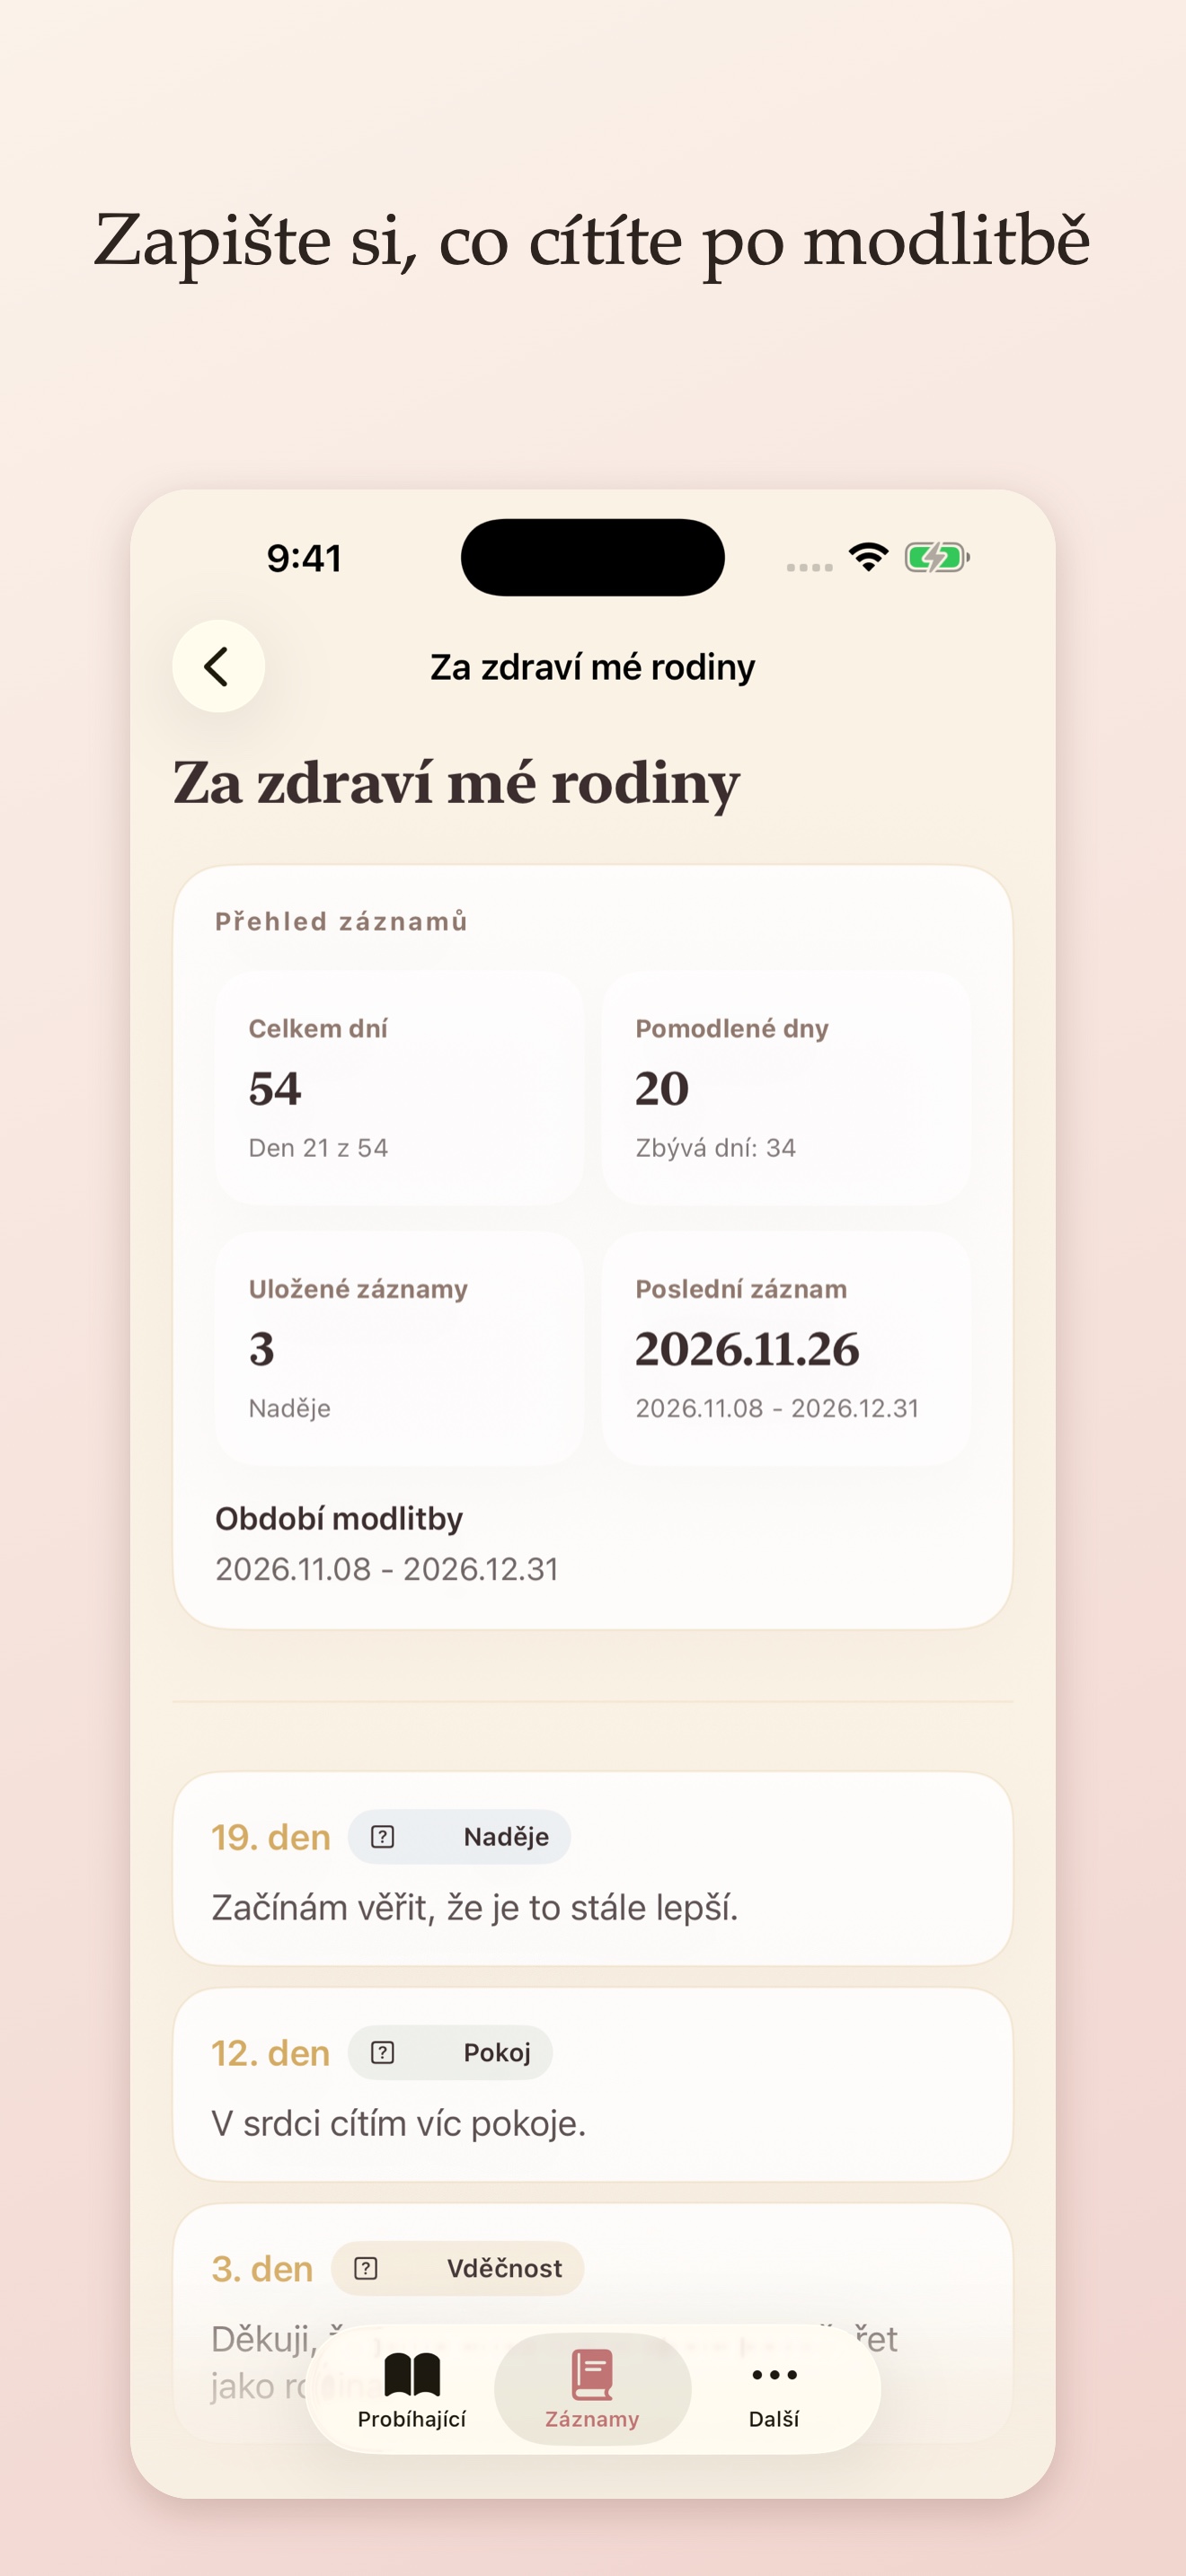 Zapište si, co cítíte po modlitbě
9:41
Za zdraví mé rodiny
Za zdraví mé rodiny
Přehled záznamů
Celkem dní
54
Den 21 z 54
Pomodlené dny
20
Zbývá dní: 34
Uložené záznamy
3
Naděje
Poslední záznam
2026.11.26
2026.11.08 - 2026.12.31
Období modlitby
2026.11.08 - 2026.12.31
19. den Naděje
Začínám věřit, že je to stále lepší.
12. den Pokoj
V srdci cítím víc pokoje.
3. den Vděčnost
Děkuji,
jako
Probíhající
Záznamy
Další